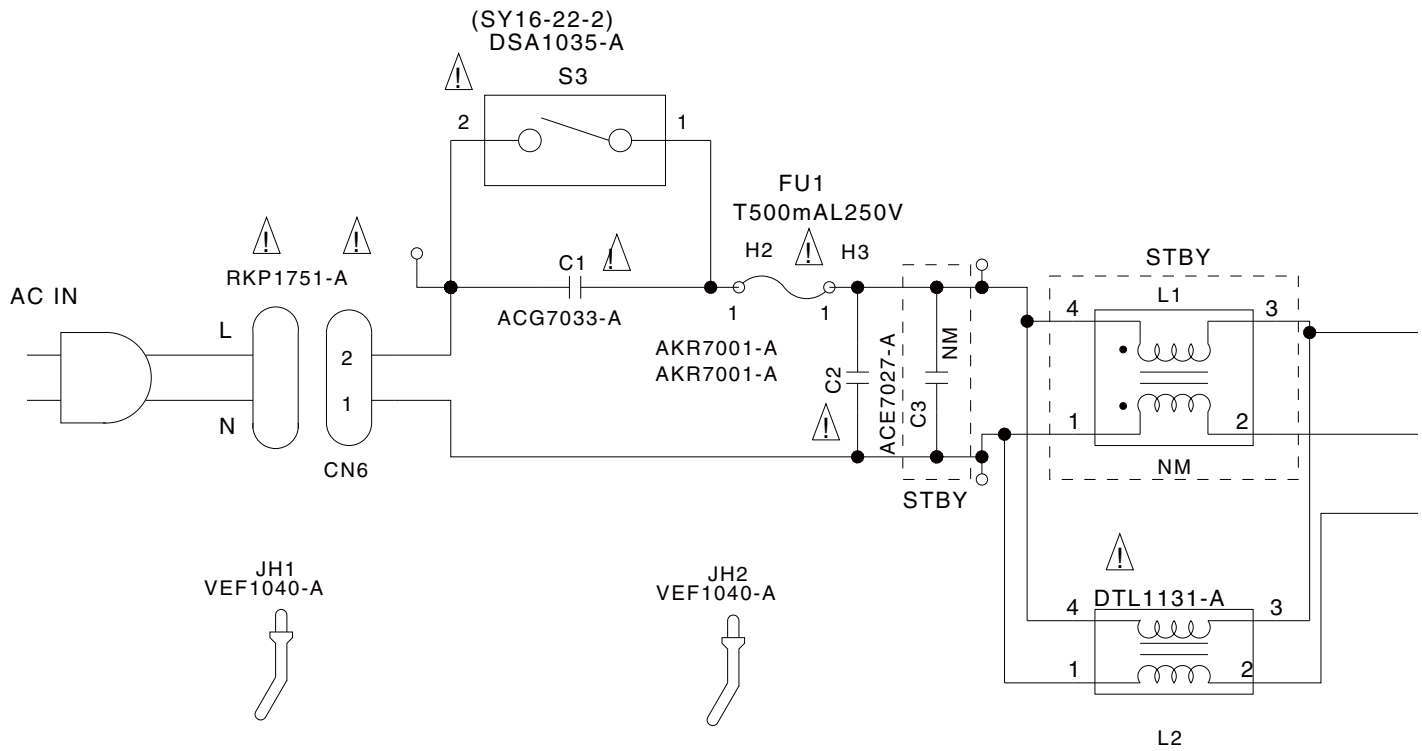 (SY16-22-2)
DSA1035-A
S3
2
1
FU1
T500mAL250V
H2
H3
RKP1751-A
C1
ACG7033-A
1
1
AKR7001-A
AKR7001-A
AC IN
L
N
2
1
CN6
C2
ACE7027-A
C3
NM
STBY
STBY
L1
4
3
1
2
NM
JH1
VEF1040-A
JH2
VEF1040-A
!
!
!
!
!
!
!
DTL1131-A
4
3
1
2
L2